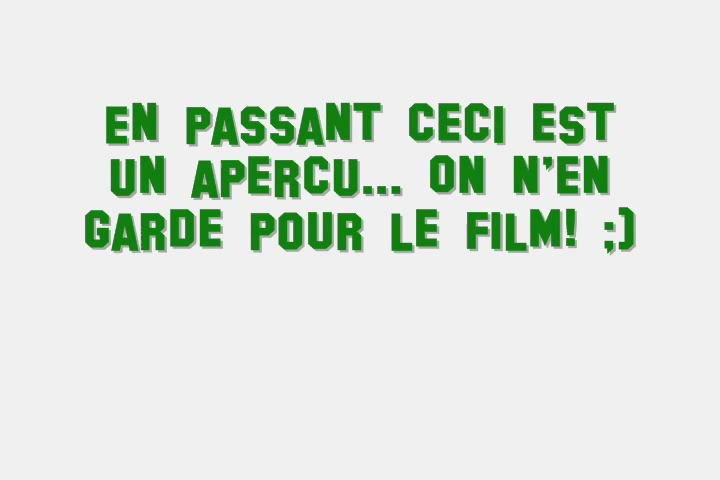 EN PASSANT CECI EST
UN APERCU... ON N'EN
GARDE POUR LE FILM! ;)